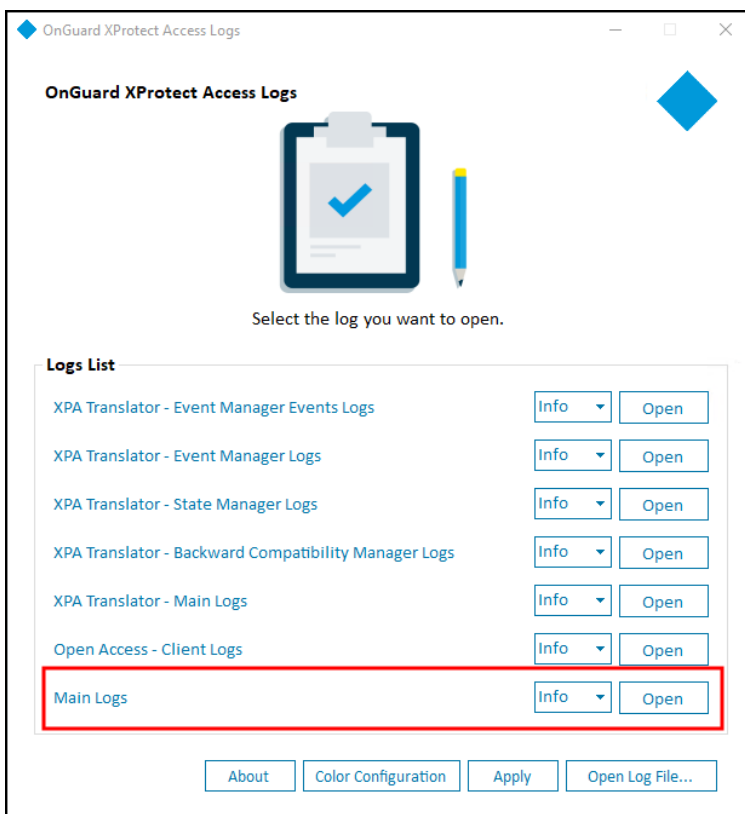 OnGuard XProtect Access Logs
OnGuard XProtect Access Logs
Select the log you want to open.
Logs List
XPA Translator - Event Manager Events Logs Info Open
XPA Translator - Event Manager Logs Info Open
XPA Translator - State Manager Logs Info Open
XPA Translator - Backward Compatibility Manager Logs Info Open
XPA Translator - Main Logs Info Open
Open Access - Client Logs Info Open
Main Logs Info Open
About Color Configuration Apply Open Log File...